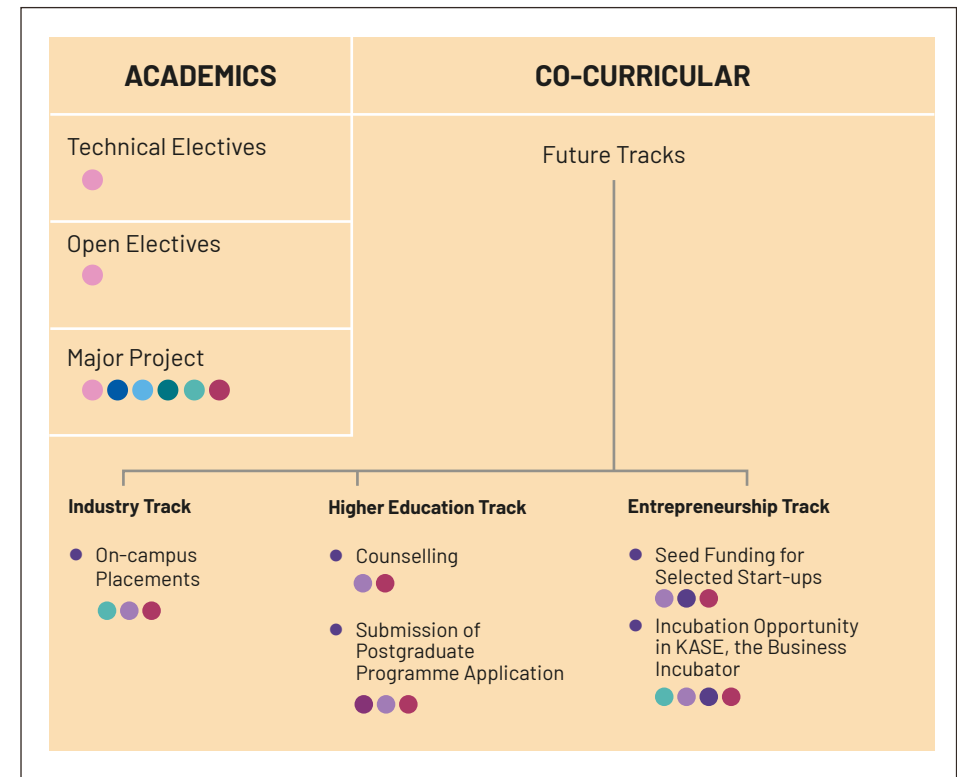 ACADEMICS
CO-CURRICULAR
Technical Electives
Open Electives
Major Project
Future Tracks
Industry Track
On-campus
Placements
Higher Education Track
Counselling
Submission of
Postgraduate
Programme Application
Entrepreneurship Track
Seed Funding for
Selected Start-ups
Incubation Opportunity
in KASE, the Business
Incubator